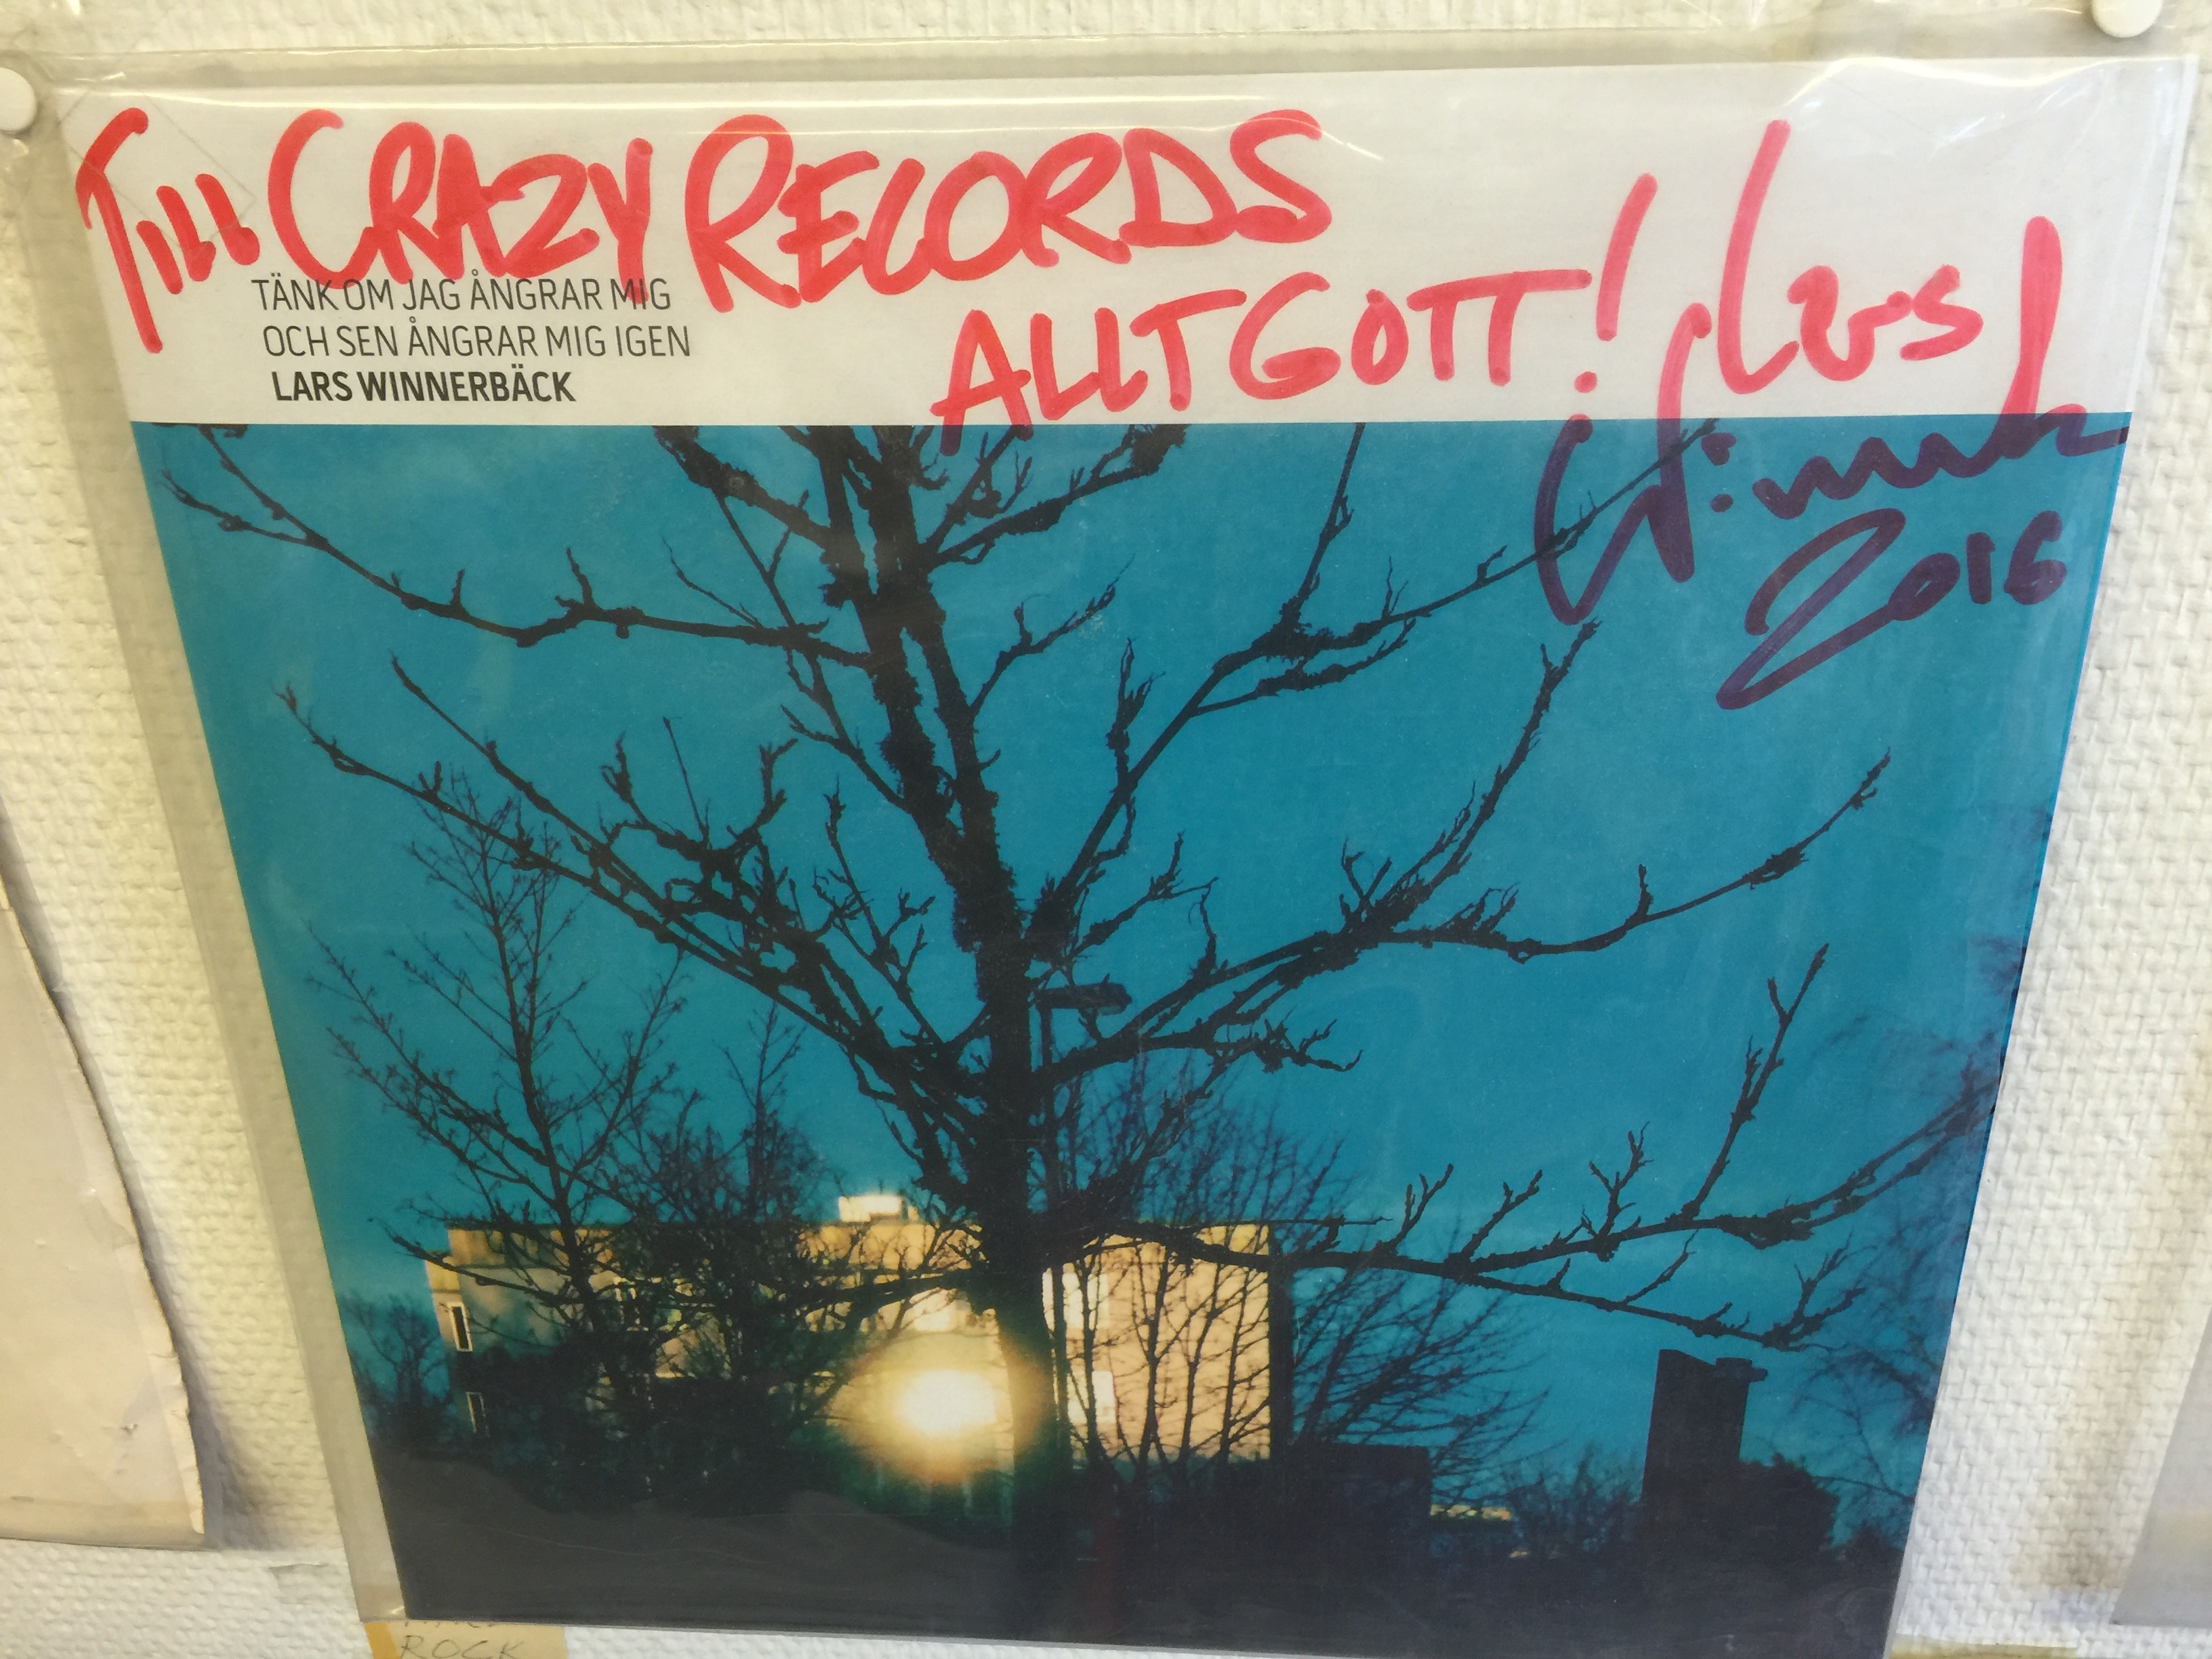 TILL CRAZY RECORDS
ALLT GOTT!
Lars
2016
TÄNK OM JAG ÅNGRAR MIG
OCH SEN ÅNGRAR MIG IGEN
LARS WINNERBÄCK
ROCK